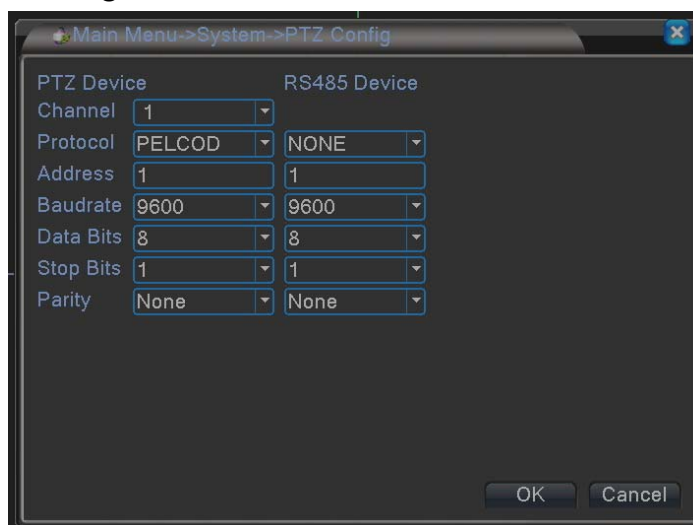 Main Menu->System->PTZ Config
PTZ Device RS485 Device
Channel 1
Protocol PELCOD NONE
Address 1 1
Baudrate 9600 9600
Data Bits 8 8
Stop Bits 1 1
Parity None None
OK Cancel